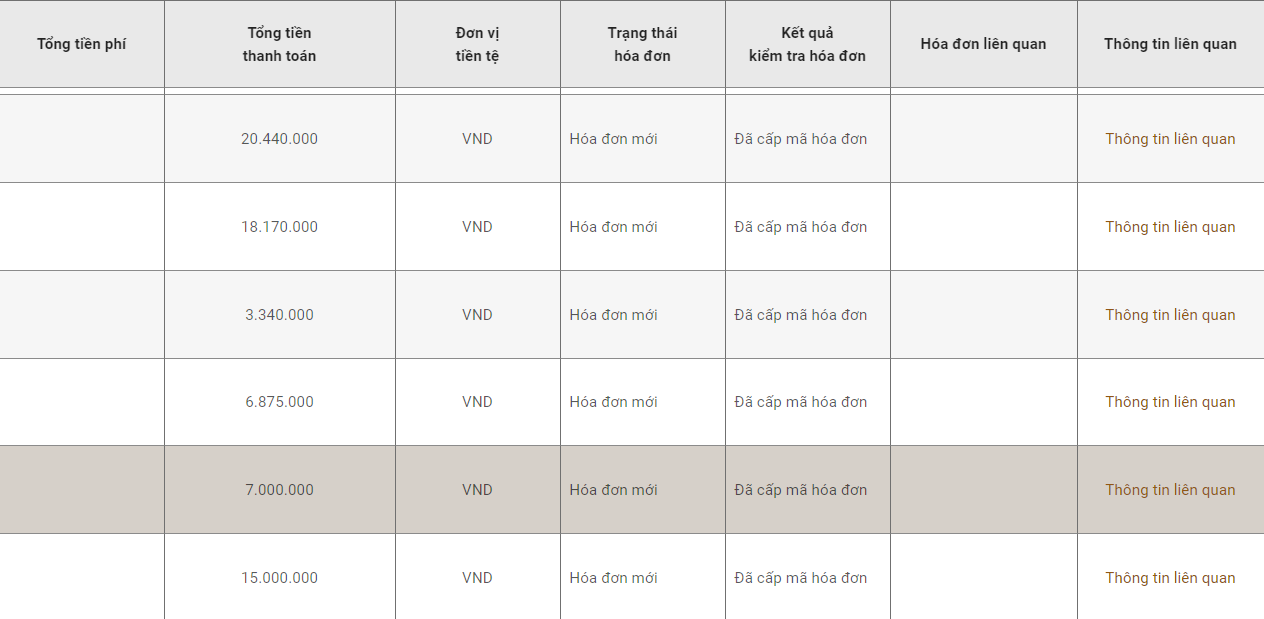 Tổng tiền phí
Tổng tiền
thanh toán
Đơn vị
tiền tệ
Trạng thái
hóa đơn
Kết quả
kiểm tra hóa đơn
Hóa đơn liên quan
Thông tin liên quan
20.440.000 VND Hóa đơn mới Đã cấp mã hóa đơn Thông tin liên quan
18.170.000 VND Hóa đơn mới Đã cấp mã hóa đơn Thông tin liên quan
3.340.000 VND Hóa đơn mới Đã cấp mã hóa đơn Thông tin liên quan
6.875.000 VND Hóa đơn mới Đã cấp mã hóa đơn Thông tin liên quan
7.000.000 VND Hóa đơn mới Đã cấp mã hóa đơn Thông tin liên quan
15.000.000 VND Hóa đơn mới Đã cấp mã hóa đơn Thông tin liên quan